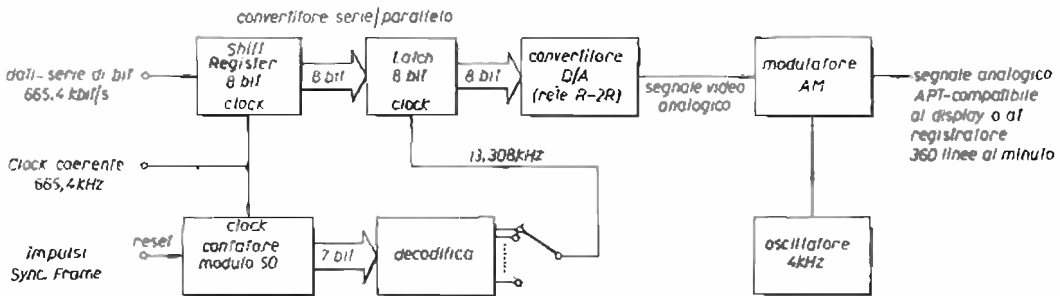 convertitore serie/parallelo
dati-serie di bit
665.4 kbit/s
Shift
Register
8 bit
clock
8 bit
Latch
8 bit
clock
8 bit
convertitore
D/A
(rete R-2R)
segnale video
analogico
modulatore
AM
segnale analogico
APT-compatibile
al display o al
registratore
360 linee al minuto
Clock coerente
665,4kHz
13,308kHz
impulsi
Sync. Frame
reset
clock
contatore
modulo 50
7 bit
decodifica
oscillatore
4kHz